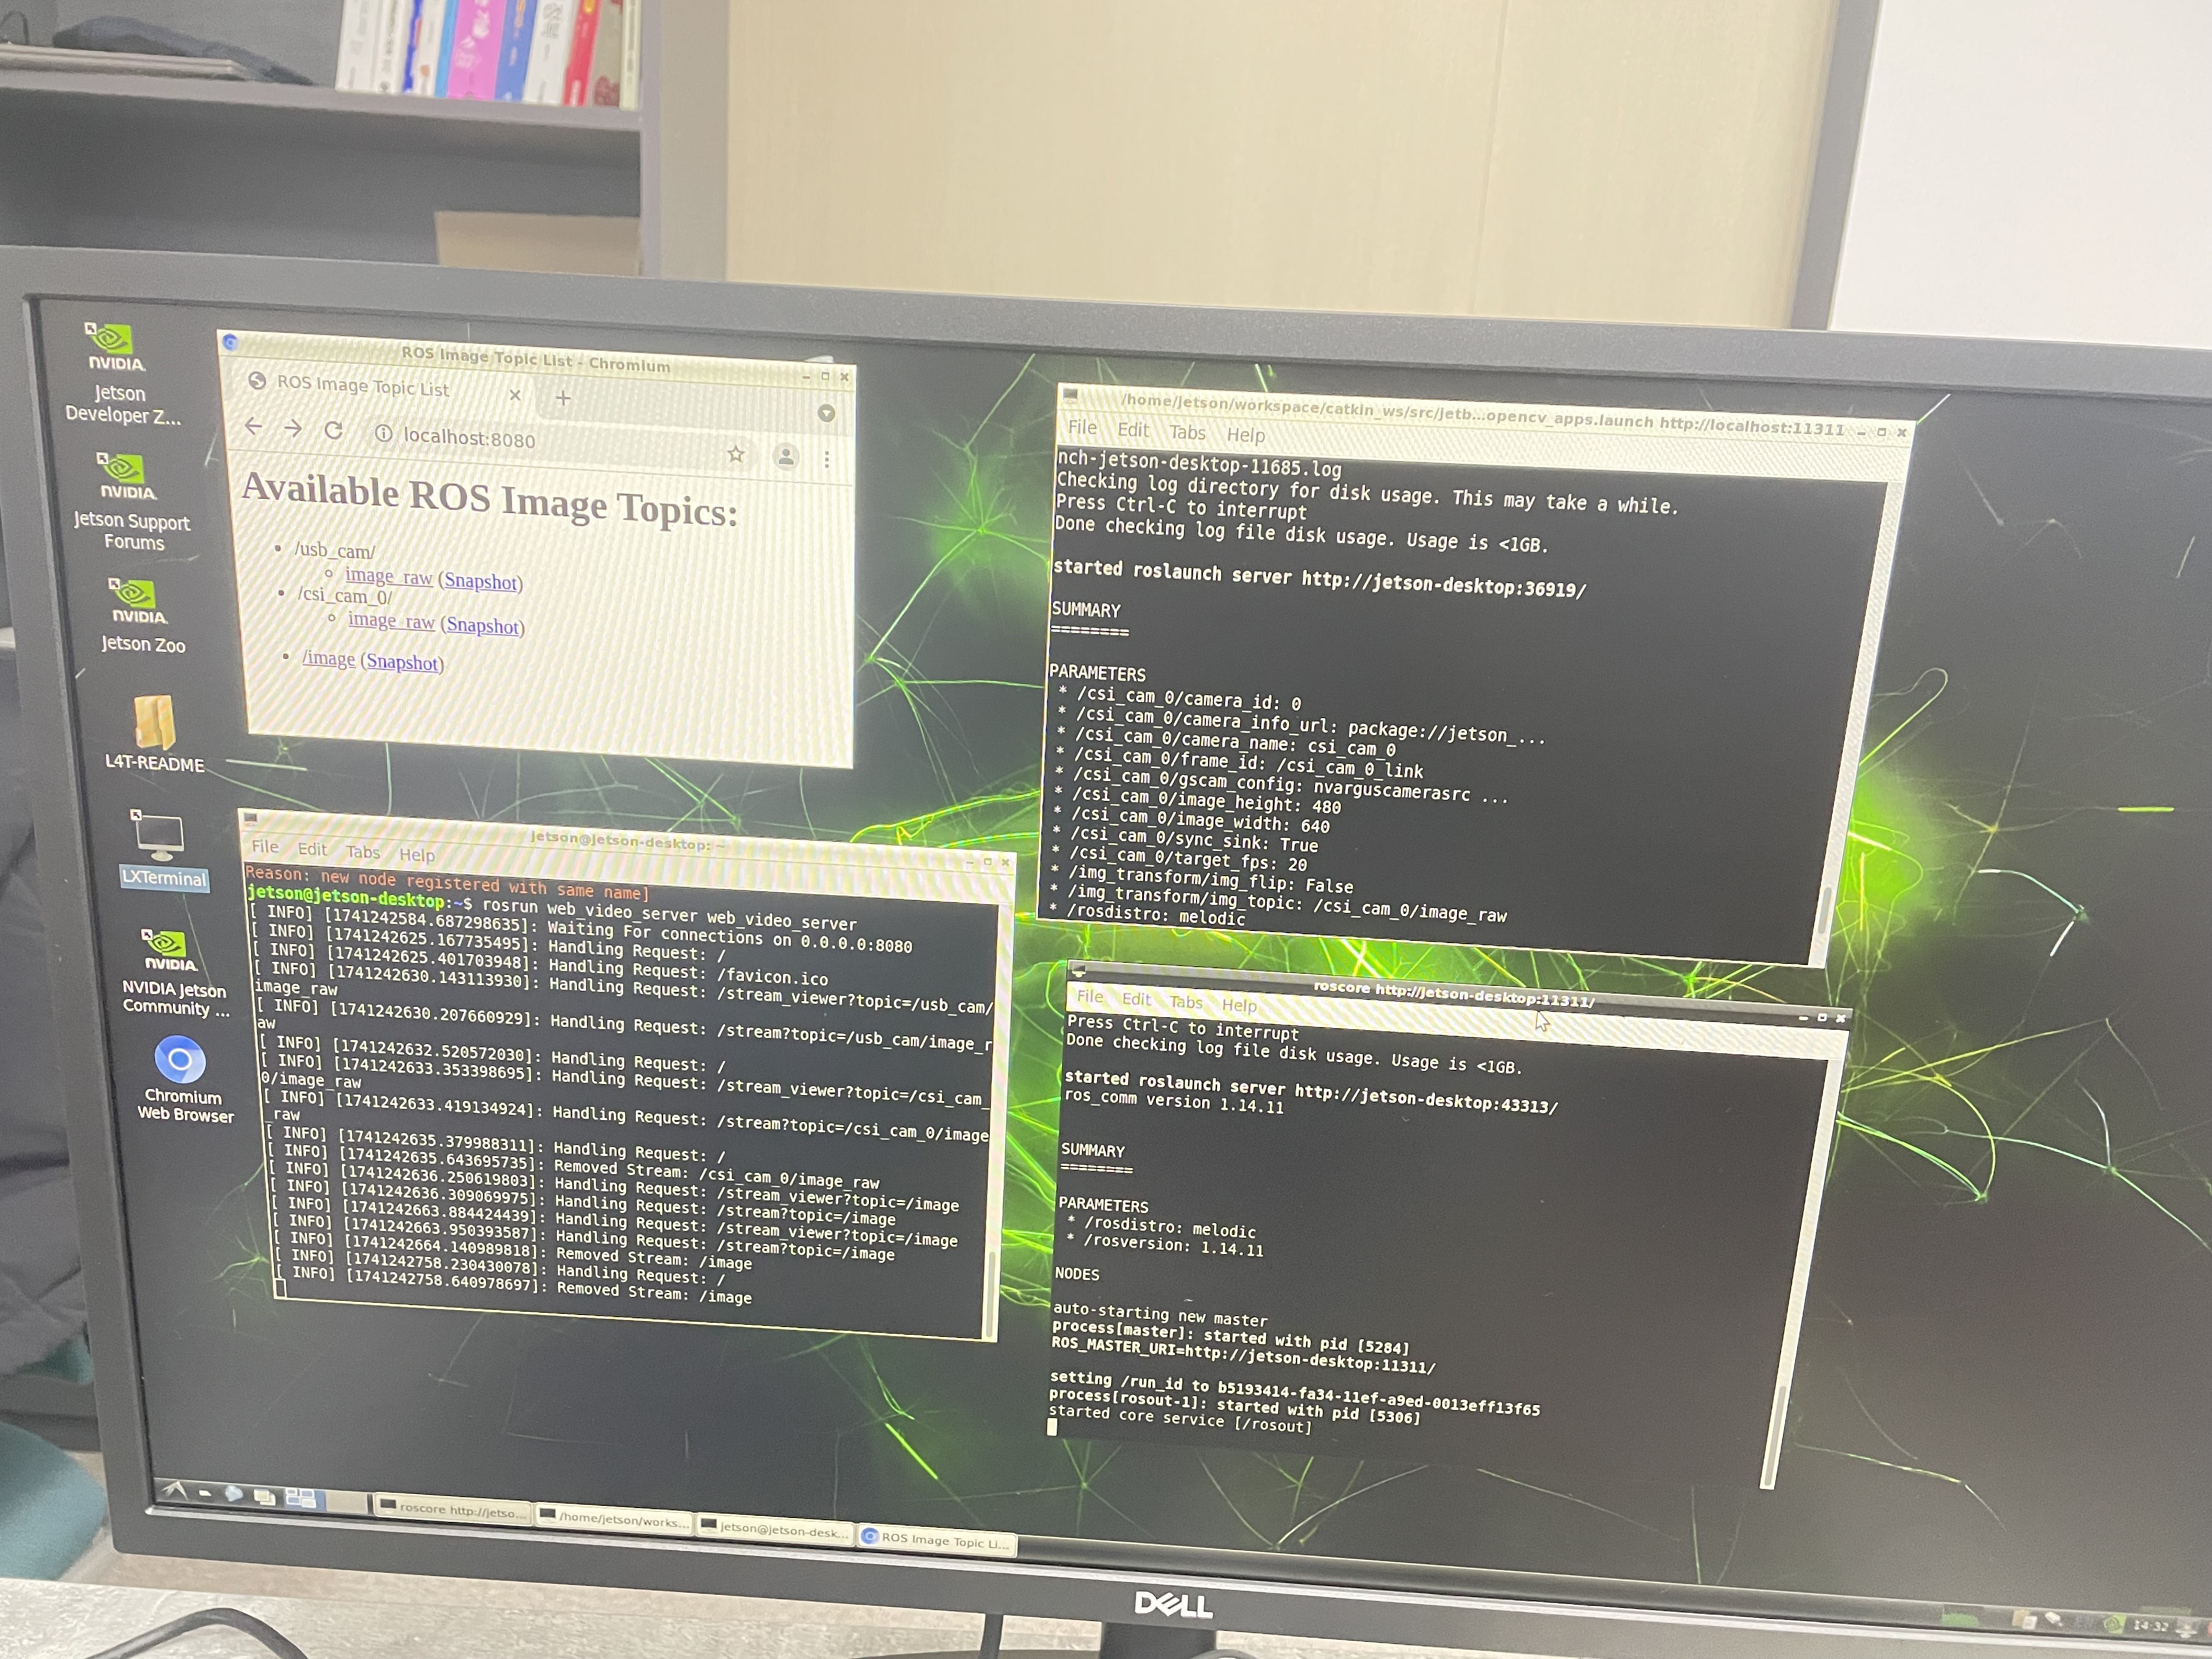 NVIDIA.
Jetson
Developer Z...
NVIDIA.
Jetson Support
Forums
NVIDIA.
Jetson Zoo
L4T-README
LXTerminal
NVIDIA.
NVIDIA Jetson
Community ...
Chromium
Web Browser
ROS Image Topic List - Chromium
ROS Image Topic List
localhost:8080
Available ROS Image Topics:
/usb_cam/
image_raw (Snapshot)
/csi_cam_0/
image_raw (Snapshot)
/image (Snapshot)
jetson@jetson-desktop: ~
File Edit Tabs Help
Reason: new node registered with same name]
jetson@jetson-desktop:~$ rosrun web_video_server web_video_server
[ INFO] [1741242584.687298635]: Waiting For connections on 0.0.0.0:8080
[ INFO] [1741242625.167735495]: Handling Request: /
[ INFO] [1741242625.401703948]: Handling Request: /favicon.ico
[ INFO] [1741242630.143113930]: Handling Request: /stream_viewer?topic=/usb_cam/
image_raw
[ INFO] [1741242630.207660929]: Handling Request: /stream?topic=/usb_cam/image_r
aw
[ INFO] [1741242632.520572030]: Handling Request: /
[ INFO] [1741242633.353398695]: Handling Request: /stream_viewer?topic=/csi_cam_
0/image_raw
[ INFO] [1741242633.419134924]: Handling Request: /stream?topic=/csi_cam_0/image
_raw
[ INFO] [1741242635.379988311]: Handling Request: /
[ INFO] [1741242635.643695735]: Removed Stream: /csi_cam_0/image_raw
[ INFO] [1741242636.250619803]: Handling Request: /stream_viewer?topic=/image
[ INFO] [1741242636.309069975]: Handling Request: /stream?topic=/image
[ INFO] [1741242663.884424439]: Handling Request: /stream_viewer?topic=/image
[ INFO] [1741242663.950393587]: Handling Request: /stream?topic=/image
[ INFO] [1741242664.140989818]: Removed Stream: /image
[ INFO] [1741242758.230430078]: Handling Request: /
[ INFO] [1741242758.640978697]: Removed Stream: /image
/home/jetson/workspace/catkin_ws/src/jetb...opencv_apps.launch http://localhost:11311
File Edit Tabs Help
nch-jetson-desktop-11685.log
Checking log directory for disk usage. This may take a while.
Press Ctrl-C to interrupt
Done checking log file disk usage. Usage is <1GB.
started roslaunch server http://jetson-desktop:36919/
SUMMARY
========
PARAMETERS
* /csi_cam_0/camera_id: 0
* /csi_cam_0/camera_info_url: package://jetson_...
* /csi_cam_0/camera_name: csi_cam_0
* /csi_cam_0/frame_id: /csi_cam_0_link
* /csi_cam_0/gscam_config: nvarguscamerasrc ...
* /csi_cam_0/image_height: 480
* /csi_cam_0/image_width: 640
* /csi_cam_0/sync_sink: True
* /csi_cam_0/target_fps: 20
* /img_transform/img_flip: False
* /img_transform/img_topic: /csi_cam_0/image_raw
* /rosdistro: melodic
roscore http://jetson-desktop:11311/
File Edit Tabs Help
Press Ctrl-C to interrupt
Done checking log file disk usage. Usage is <1GB.
started roslaunch server http://jetson-desktop:43313/
ros_comm version 1.14.11
SUMMARY
========
PARAMETERS
* /rosdistro: melodic
* /rosversion: 1.14.11
NODES
auto-starting new master
process[master]: started with pid [5284]
ROS_MASTER_URI=http://jetson-desktop:11311/
setting /run_id to b5193414-fa34-11ef-a9ed-0013eff13f65
process[rosout-1]: started with pid [5306]
started core service [/rosout]
roscore http://jetso...
/home/jetson/works...
jetson@jetson-desk...
ROS Image Topic Li...
14:32
DELL